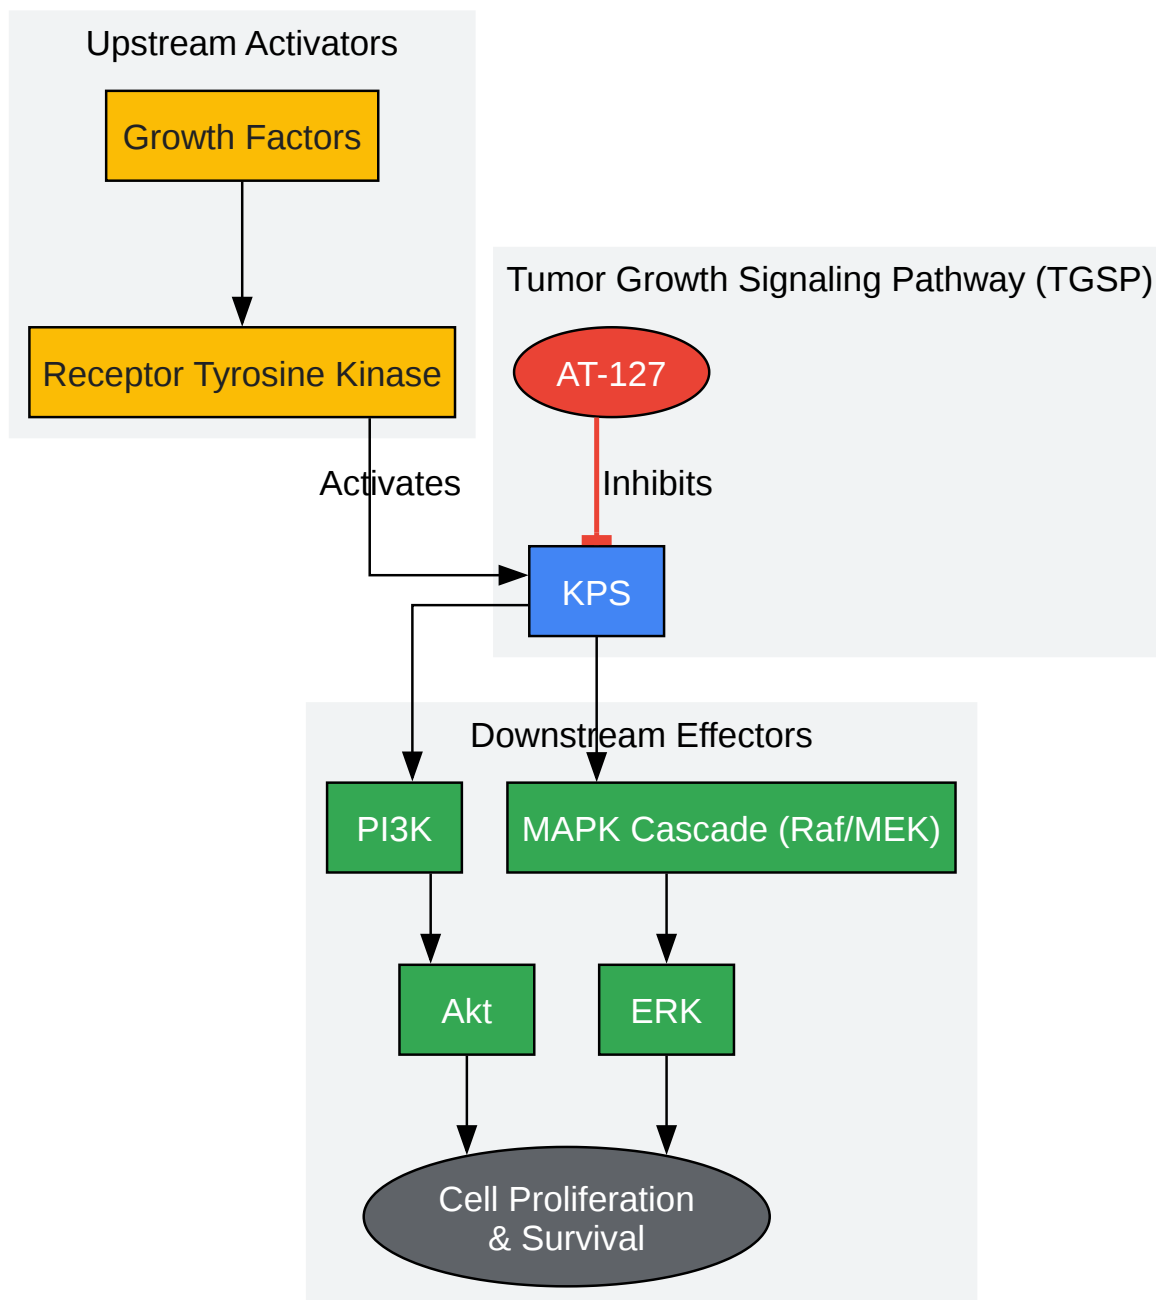 Upstream Activators
Growth Factors
Tumor Growth Signaling Pathway (TGSP)
Receptor Tyrosine Kinase
AT-127
Activates
Inhibits
KPS
Downstream Effectors
PI3K
MAPK Cascade (Raf/MEK)
Akt
ERK
Cell Proliferation
& Survival